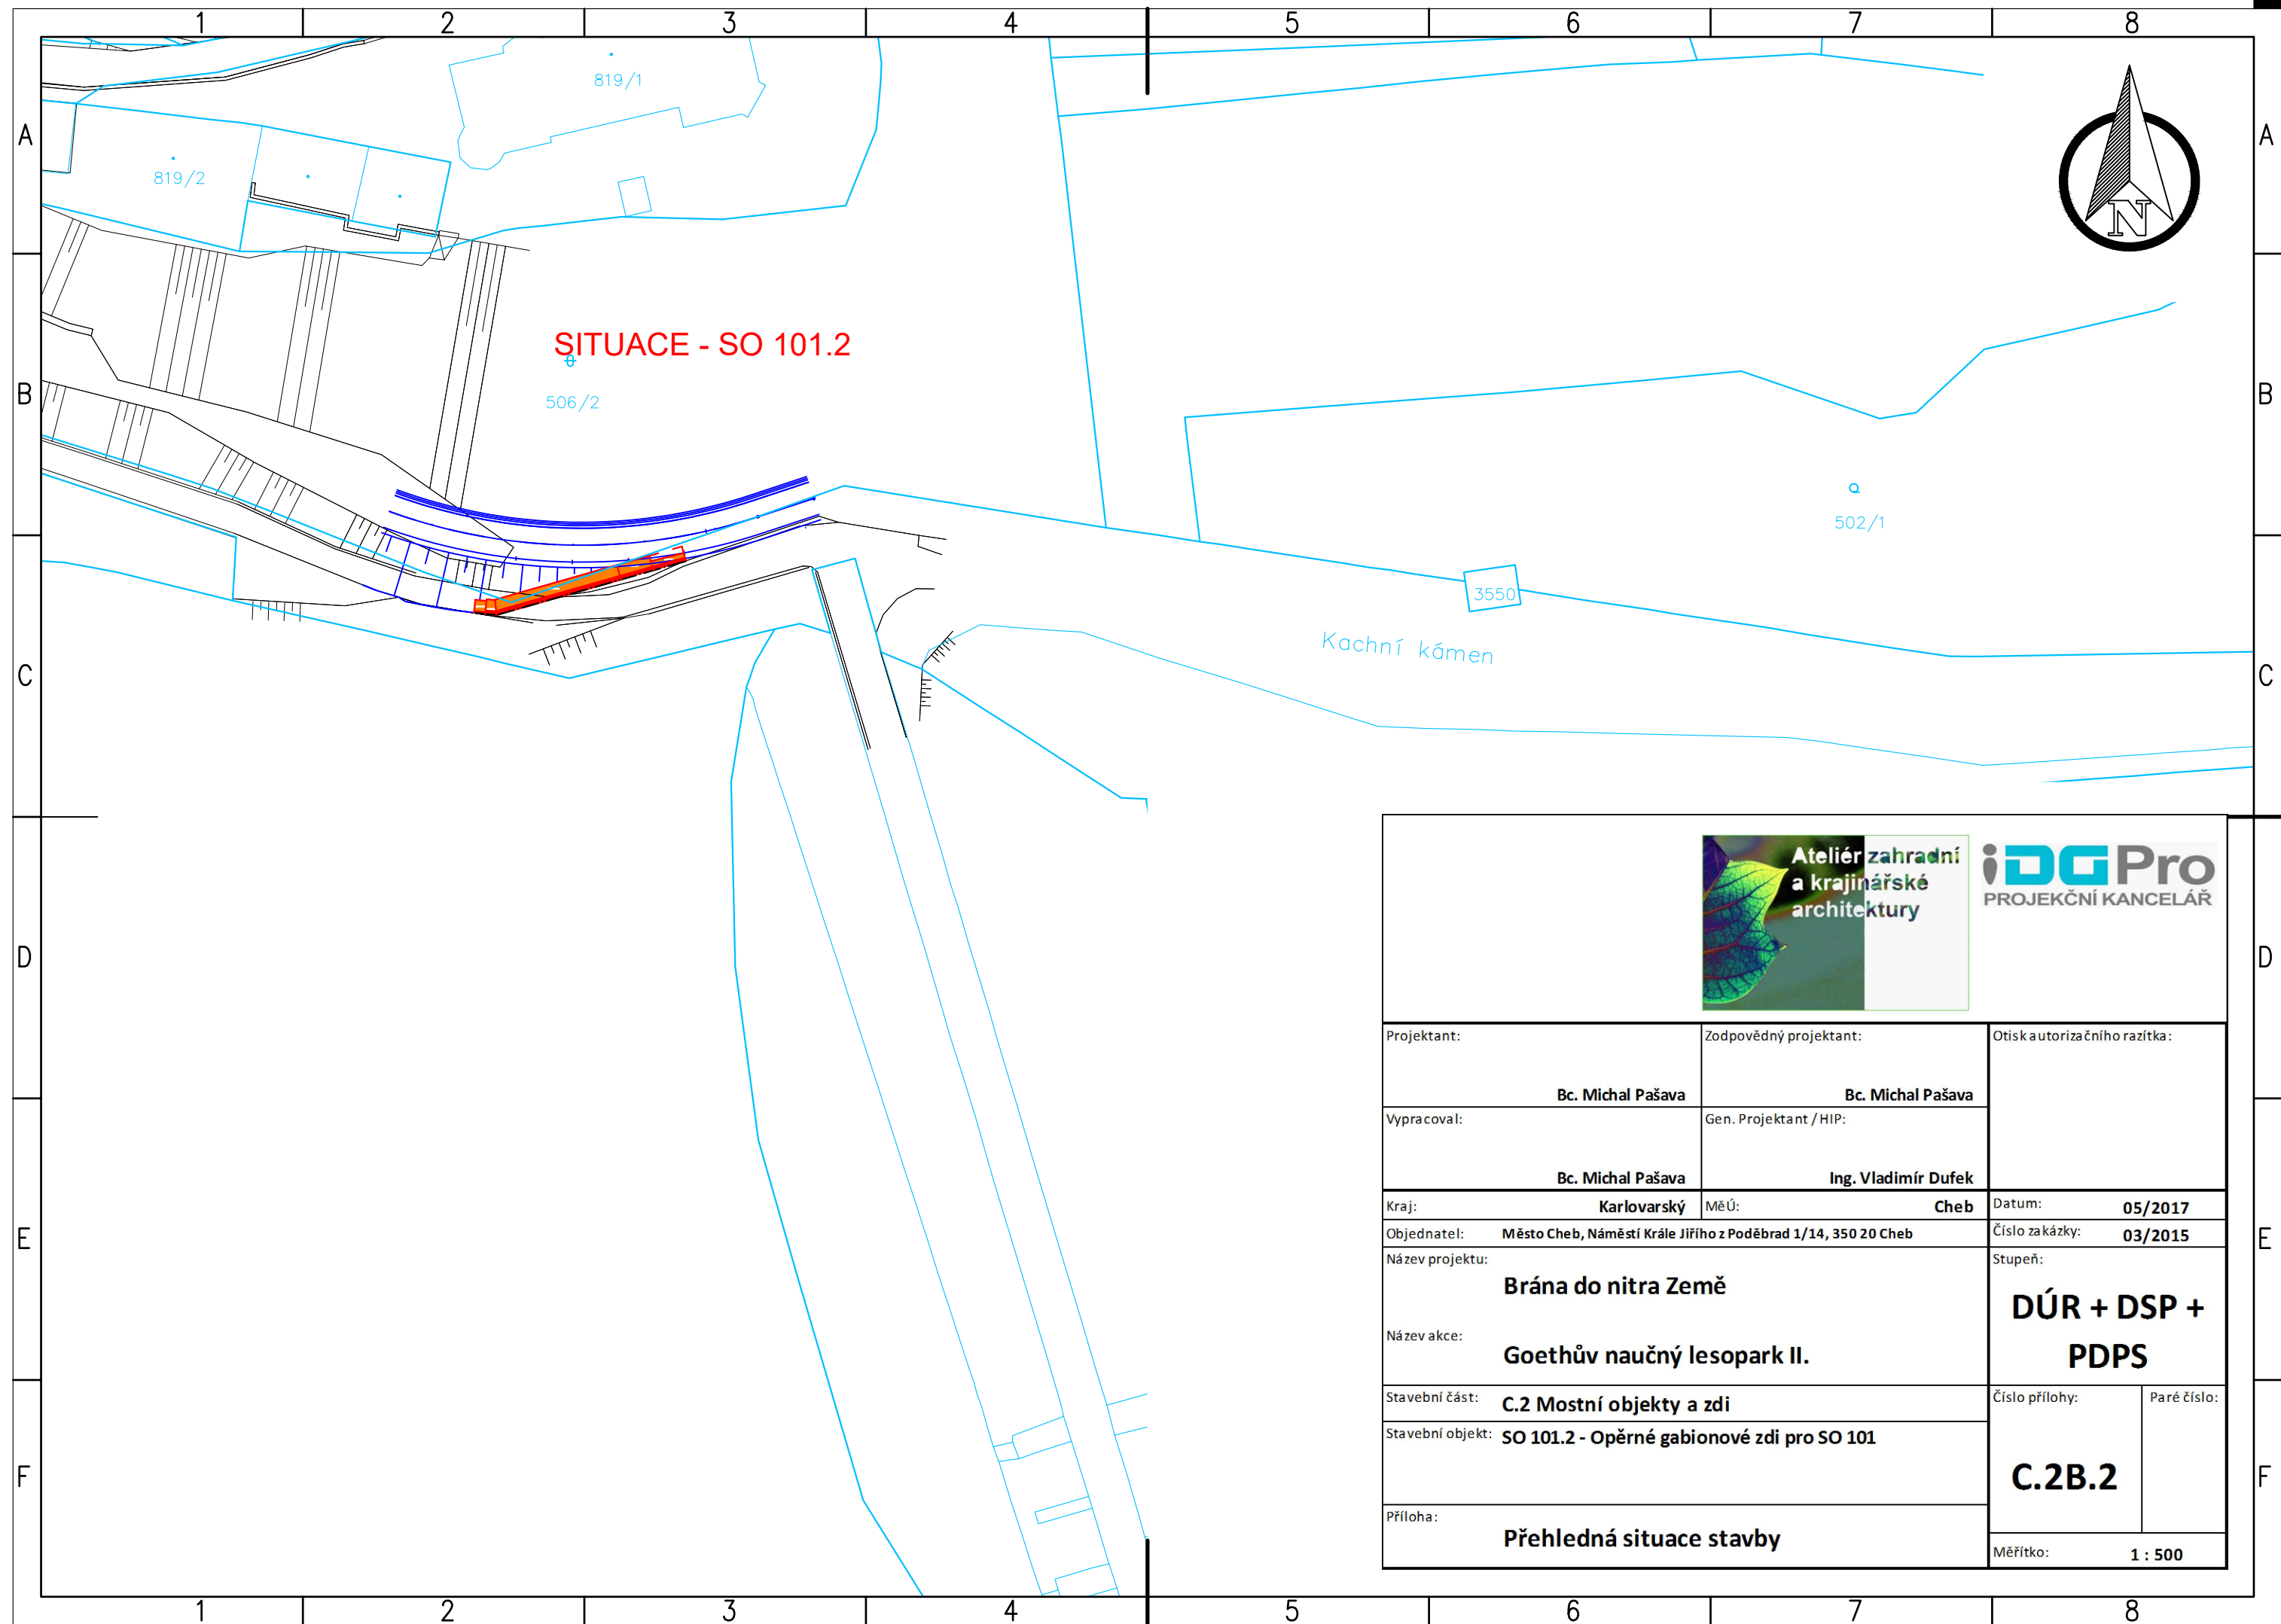 1 2 3 4 5 6 7 8
A A
819/1
819/2
N
SITUACE - SO 101.2
B B
506/2
502/1
3550
Kachní kámen
C C
Ateliér zahradní
a krajinářské
architektury
iDGPro
PROJEKČNÍ KANCELÁŘ
D D
Projektant:
Bc. Michal Pašava
Zodpovědný projektant:
Bc. Michal Pašava
Otisk autorizačního razítka:
Vypracoval:
Bc. Michal Pašava
Gen. Projektant / HIP:
Ing. Vladimír Dufek
Kraj: Karlovarský
MěÚ: Cheb
Datum: 05/2017
Objednatel: Město Cheb, Náměstí Krále Jiřího z Poděbrad 1/14, 350 20 Cheb
Číslo zakázky: 03/2015
E E
Název projektu:
Brána do nitra Země
Stupeň:
DÚR + DSP +
PDPS
Název akce:
Goethův naučný lesopark II.
Stavební část: C.2 Mostní objekty a zdi
Číslo přílohy:
C.2B.2
Paré číslo:
Stavební objekt: SO 101.2 - Opěrné gabionové zdi pro SO 101
F F
Příloha:
Přehledná situace stavby
Měřítko: 1 : 500
1 2 3 4 5 6 7 8